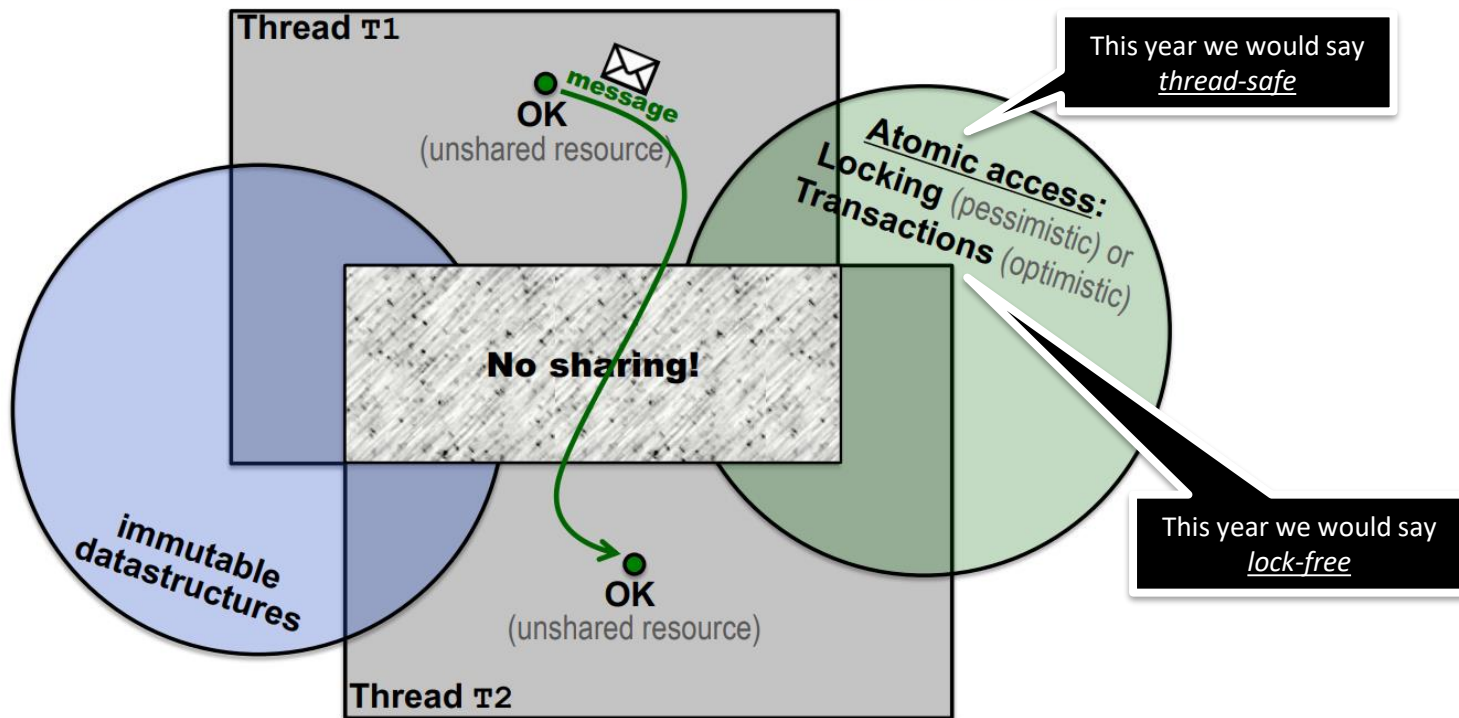 Thread T1
message
OK
(unshared resource)
This year we would say
thread-safe
Atomic access:
Locking (pessimistic) or
Transactions (optimistic)
No sharing!
immutable
datastructures
OK
(unshared resource)
This year we would say
lock-free
Thread T2